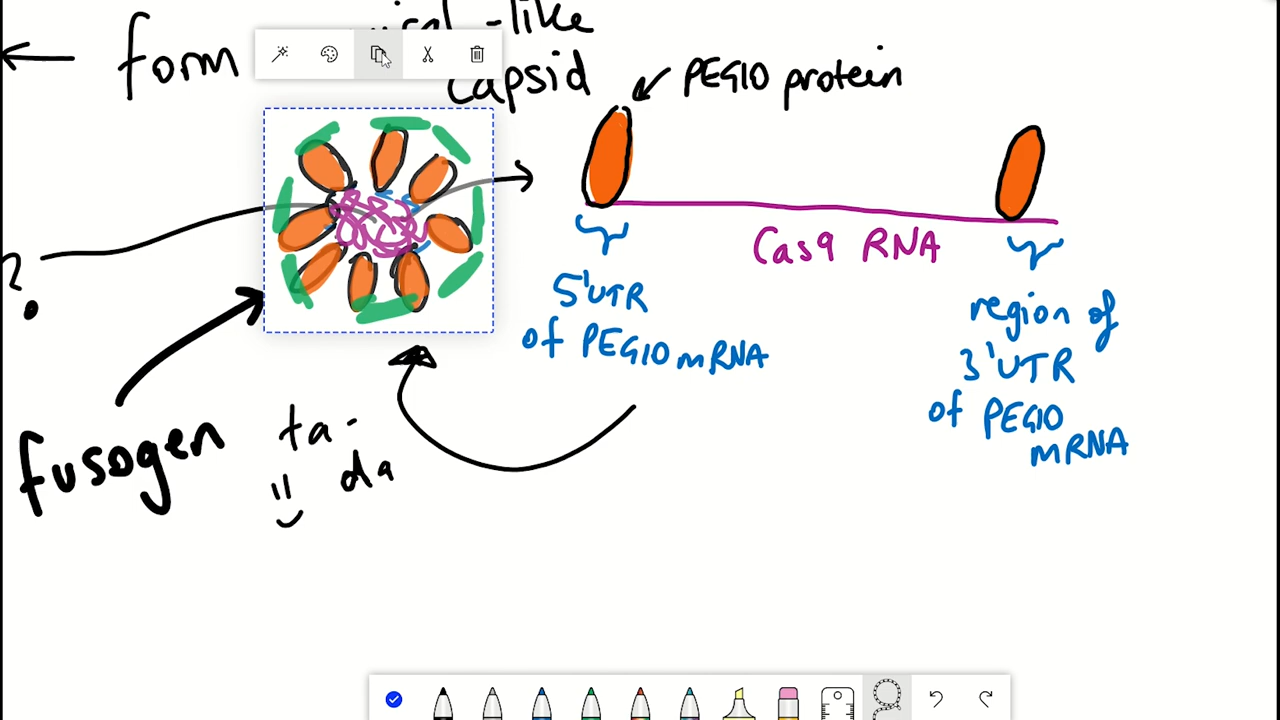 form
-like
capsid
PEG10 protein
Cas9 RNA
5'UTR
of PEG10 mRNA
region of
3'UTR
of PEG10
mRNA
?
fusogen
ta-
da